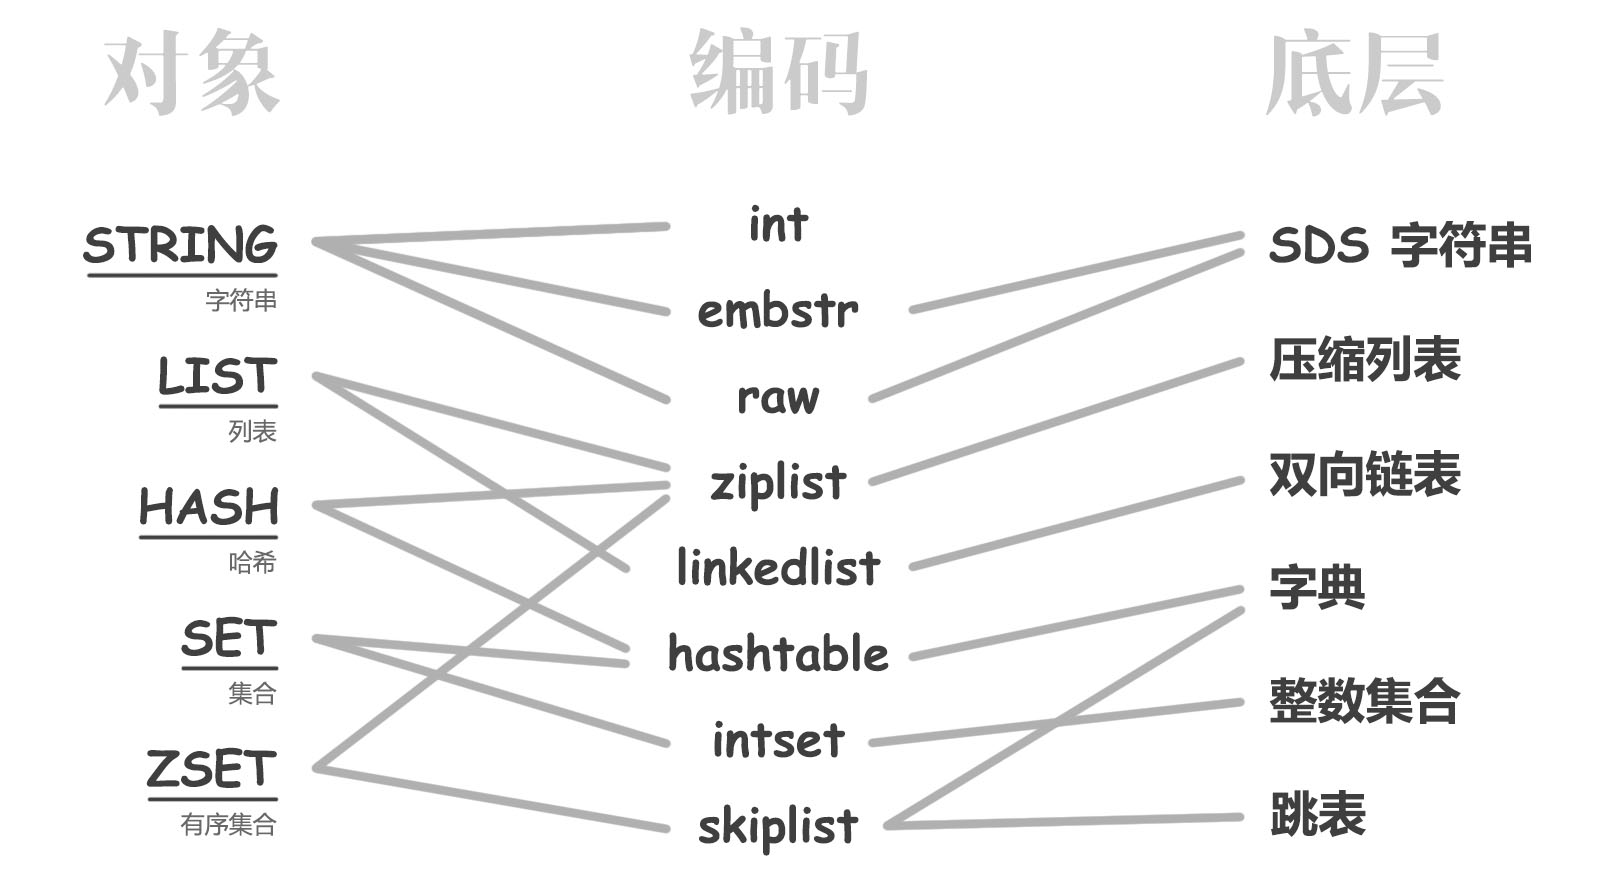 对象
编码
底层
STRING
字符串
LIST
列表
HASH
哈希
SET
集合
ZSET
有序集合
int
embstr
raw
ziplist
linkedlist
hashtable
intset
skiplist
SDS 字符串
压缩列表
双向链表
字典
整数集合
跳表